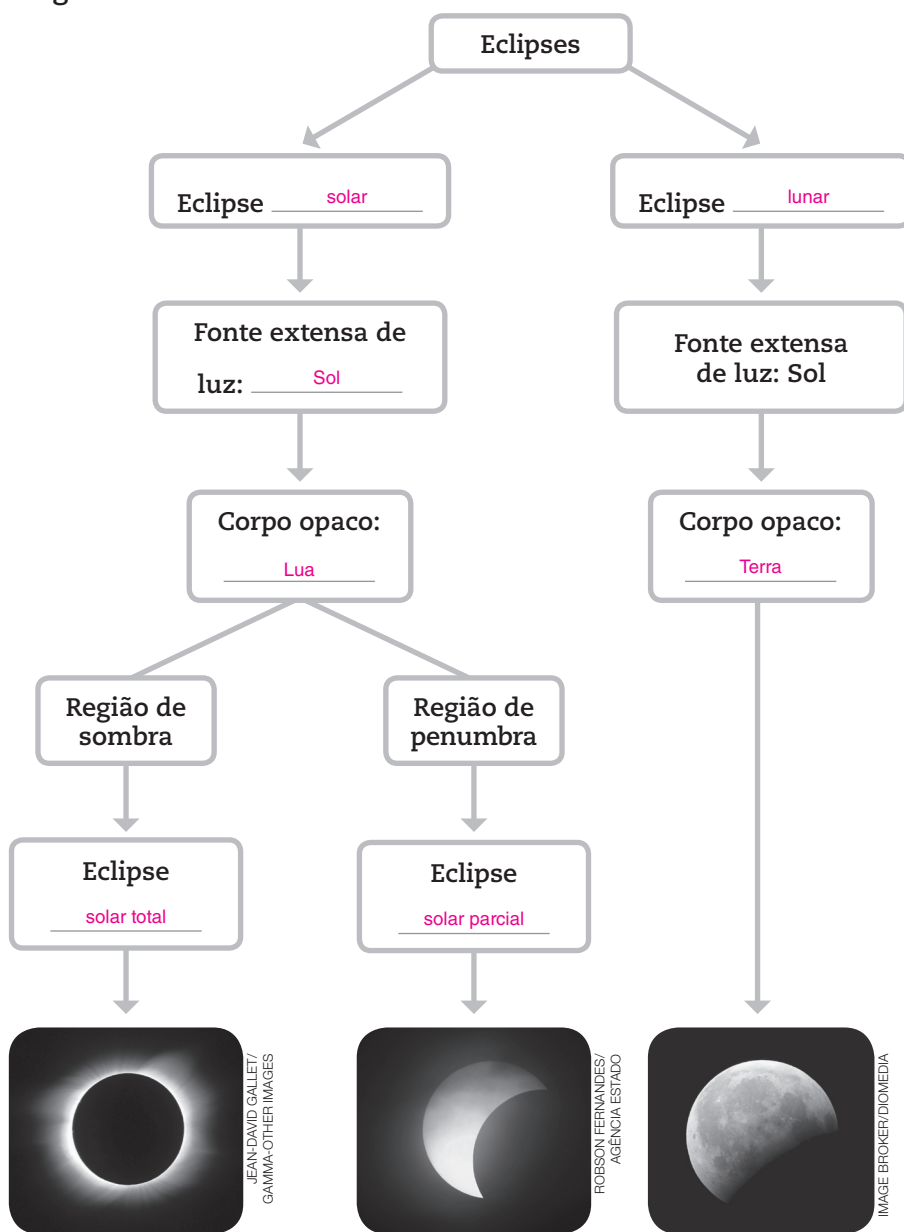 Eclipses
Eclipse solar
Eclipse lunar
Fonte extensa de
luz: Sol
Fonte extensa
de luz: Sol
Corpo opaco:
Lua
Corpo opaco:
Terra
Região de
sombra
Região de
penumbra
Eclipse
solar total
Eclipse
solar parcial
JEAN-DAVID GALLET/
GAMMA-OTHER IMAGES
ROBSON FERNANDES/
AGÊNCIA ESTADO
IMAGE BROKER/DIOMEDIA